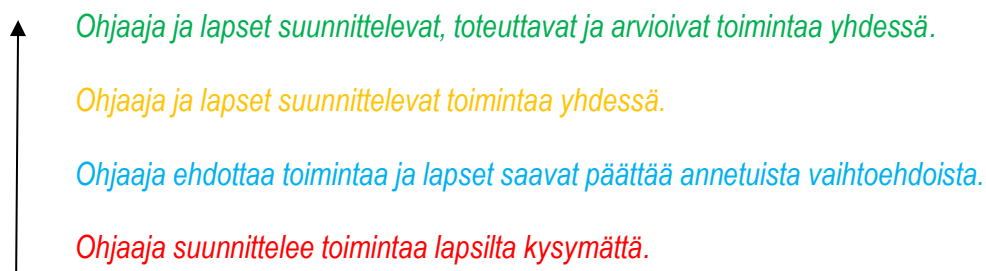 Ohjaaja ja lapset suunnittelevat, toteuttavat ja arvioivat toimintaa yhdessä.
Ohjaaja ja lapset suunnittelevat toimintaa yhdessä.
Ohjaaja ehdottaa toimintaa ja lapset saavat päättää annetuista vaihtoehdoista.
Ohjaaja suunnittelee toimintaa lapsilta kysymättä.